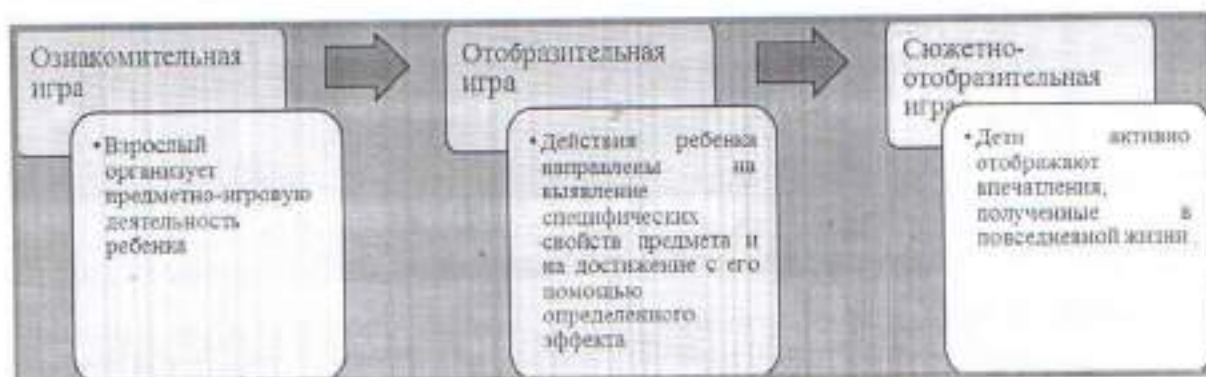 Ознакомительная
игра
• Взрослый
организует
предметно-игровую
деятельность
ребенка
Отобразительная
игра
• Действия ребенка
направлены на
выявление
специфических
свойств предмета и
на достижение с его
помощью
определенного
эффекта
Сюжетно-
отобразительная
игра
• Дети активно
отображают
впечатления,
полученные в
повседневной жизни